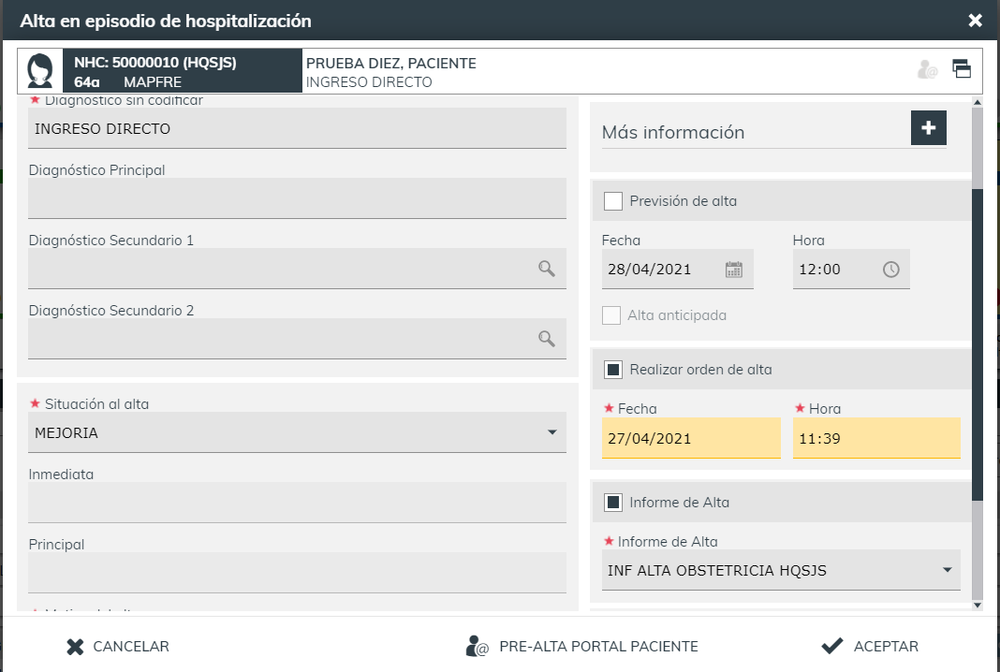 Alta en episodio de hospitalización
NHC: 50000010 (HQSJS)
64a MAPFRE
PRUEBA DIEZ, PACIENTE
INGRESO DIRECTO
* Diagnóstico sin codificar
INGRESO DIRECTO
Diagnóstico Principal
Diagnóstico Secundario 1
Diagnóstico Secundario 2
* Situación al alta
MEJORIA
Inmediata
Principal
Más información
Previsión de alta
Fecha Hora
28/04/2021 12:00
Alta anticipada
Realizar orden de alta
* Fecha * Hora
27/04/2021 11:39
Informe de Alta
* Informe de Alta
INF ALTA OBSTETRICIA HQSJS
CANCELAR PRE-ALTA PORTAL PACIENTE ACEPTAR